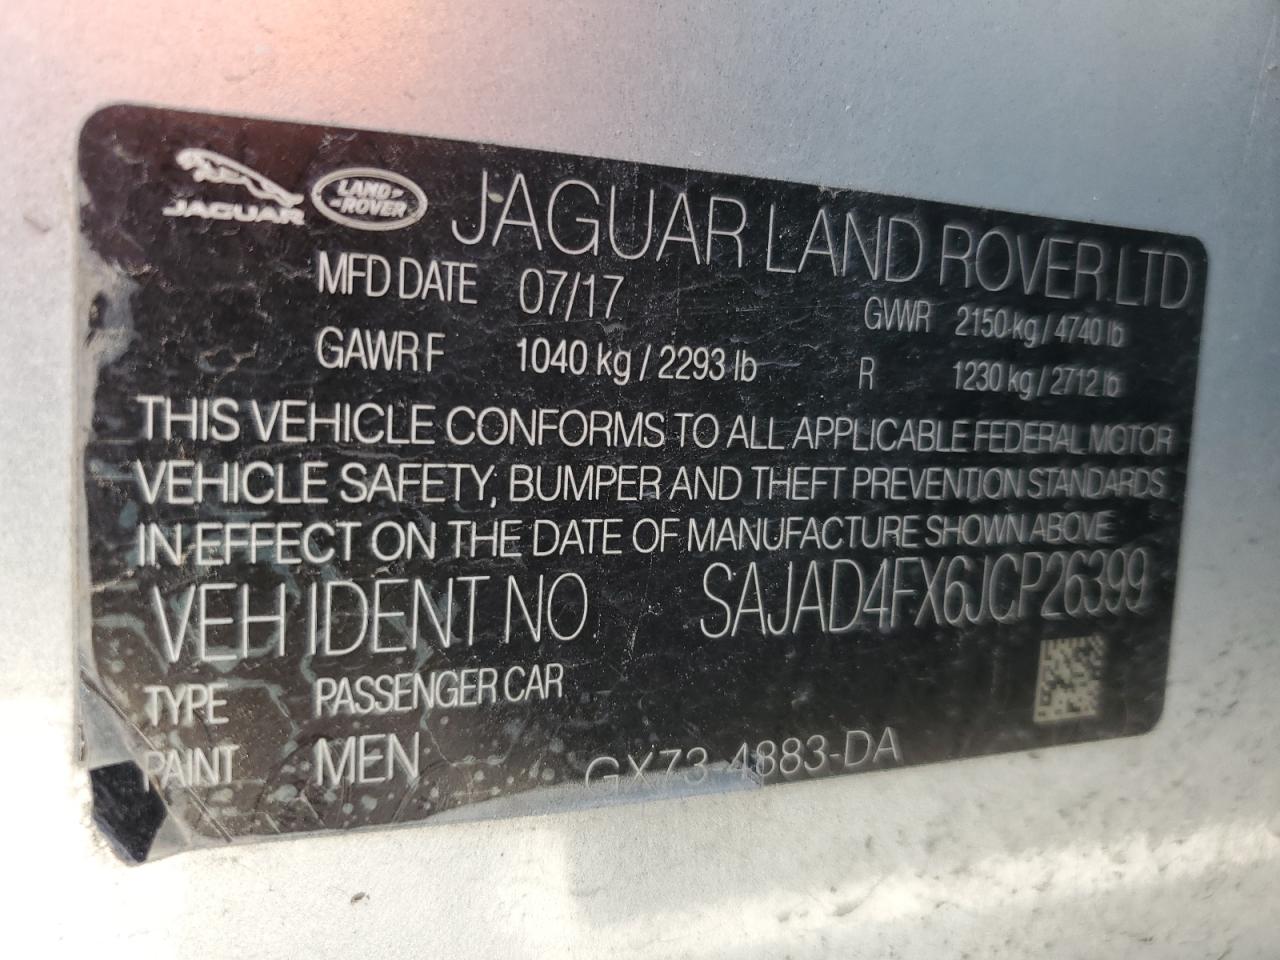 JAGUAR LAND-ROVER JAGUAR LAND ROVER LTD
MFD DATE 07/17 GVWR 2150 kg / 4740 lb
GAWR F 1040 kg / 2293 lb R 1230 kg / 2712 lb
THIS VEHICLE CONFORMS TO ALL APPLICABLE FEDERAL MOTOR
VEHICLE SAFETY, BUMPER AND THEFT PREVENTION STANDARDS
IN EFFECT ON THE DATE OF MANUFACTURE SHOWN ABOVE
VEH IDENT NO SAJAD4FX6JCP26399
TYPE PASSENGER CAR
PAINT MEN GX73-4883-DA